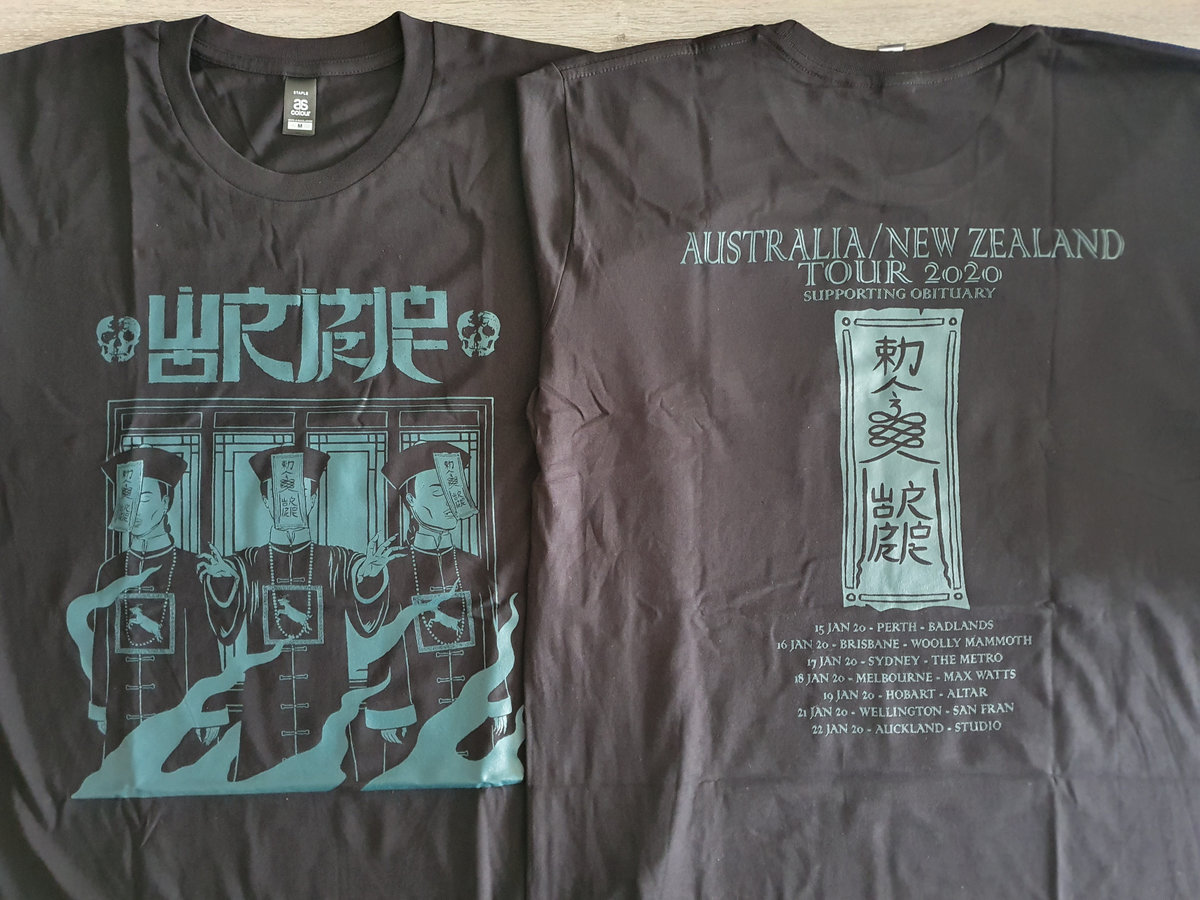 STAPLE
as
colour
M
AUSTRALIA/NEW ZEALAND
TOUR 2020
SUPPORTING OBITUARY
勅令
15 JAN 20 - PERTH - BADLANDS
16 JAN 20 - BRISBANE - WOOLLY MAMMOTH
17 JAN 20 - SYDNEY - THE METRO
18 JAN 20 - MELBOURNE - MAX WATTS
19 JAN 20 - HOBART - ALTAR
21 JAN 20 - WELLINGTON - SAN FRAN
22 JAN 20 - AUCKLAND - STUDIO